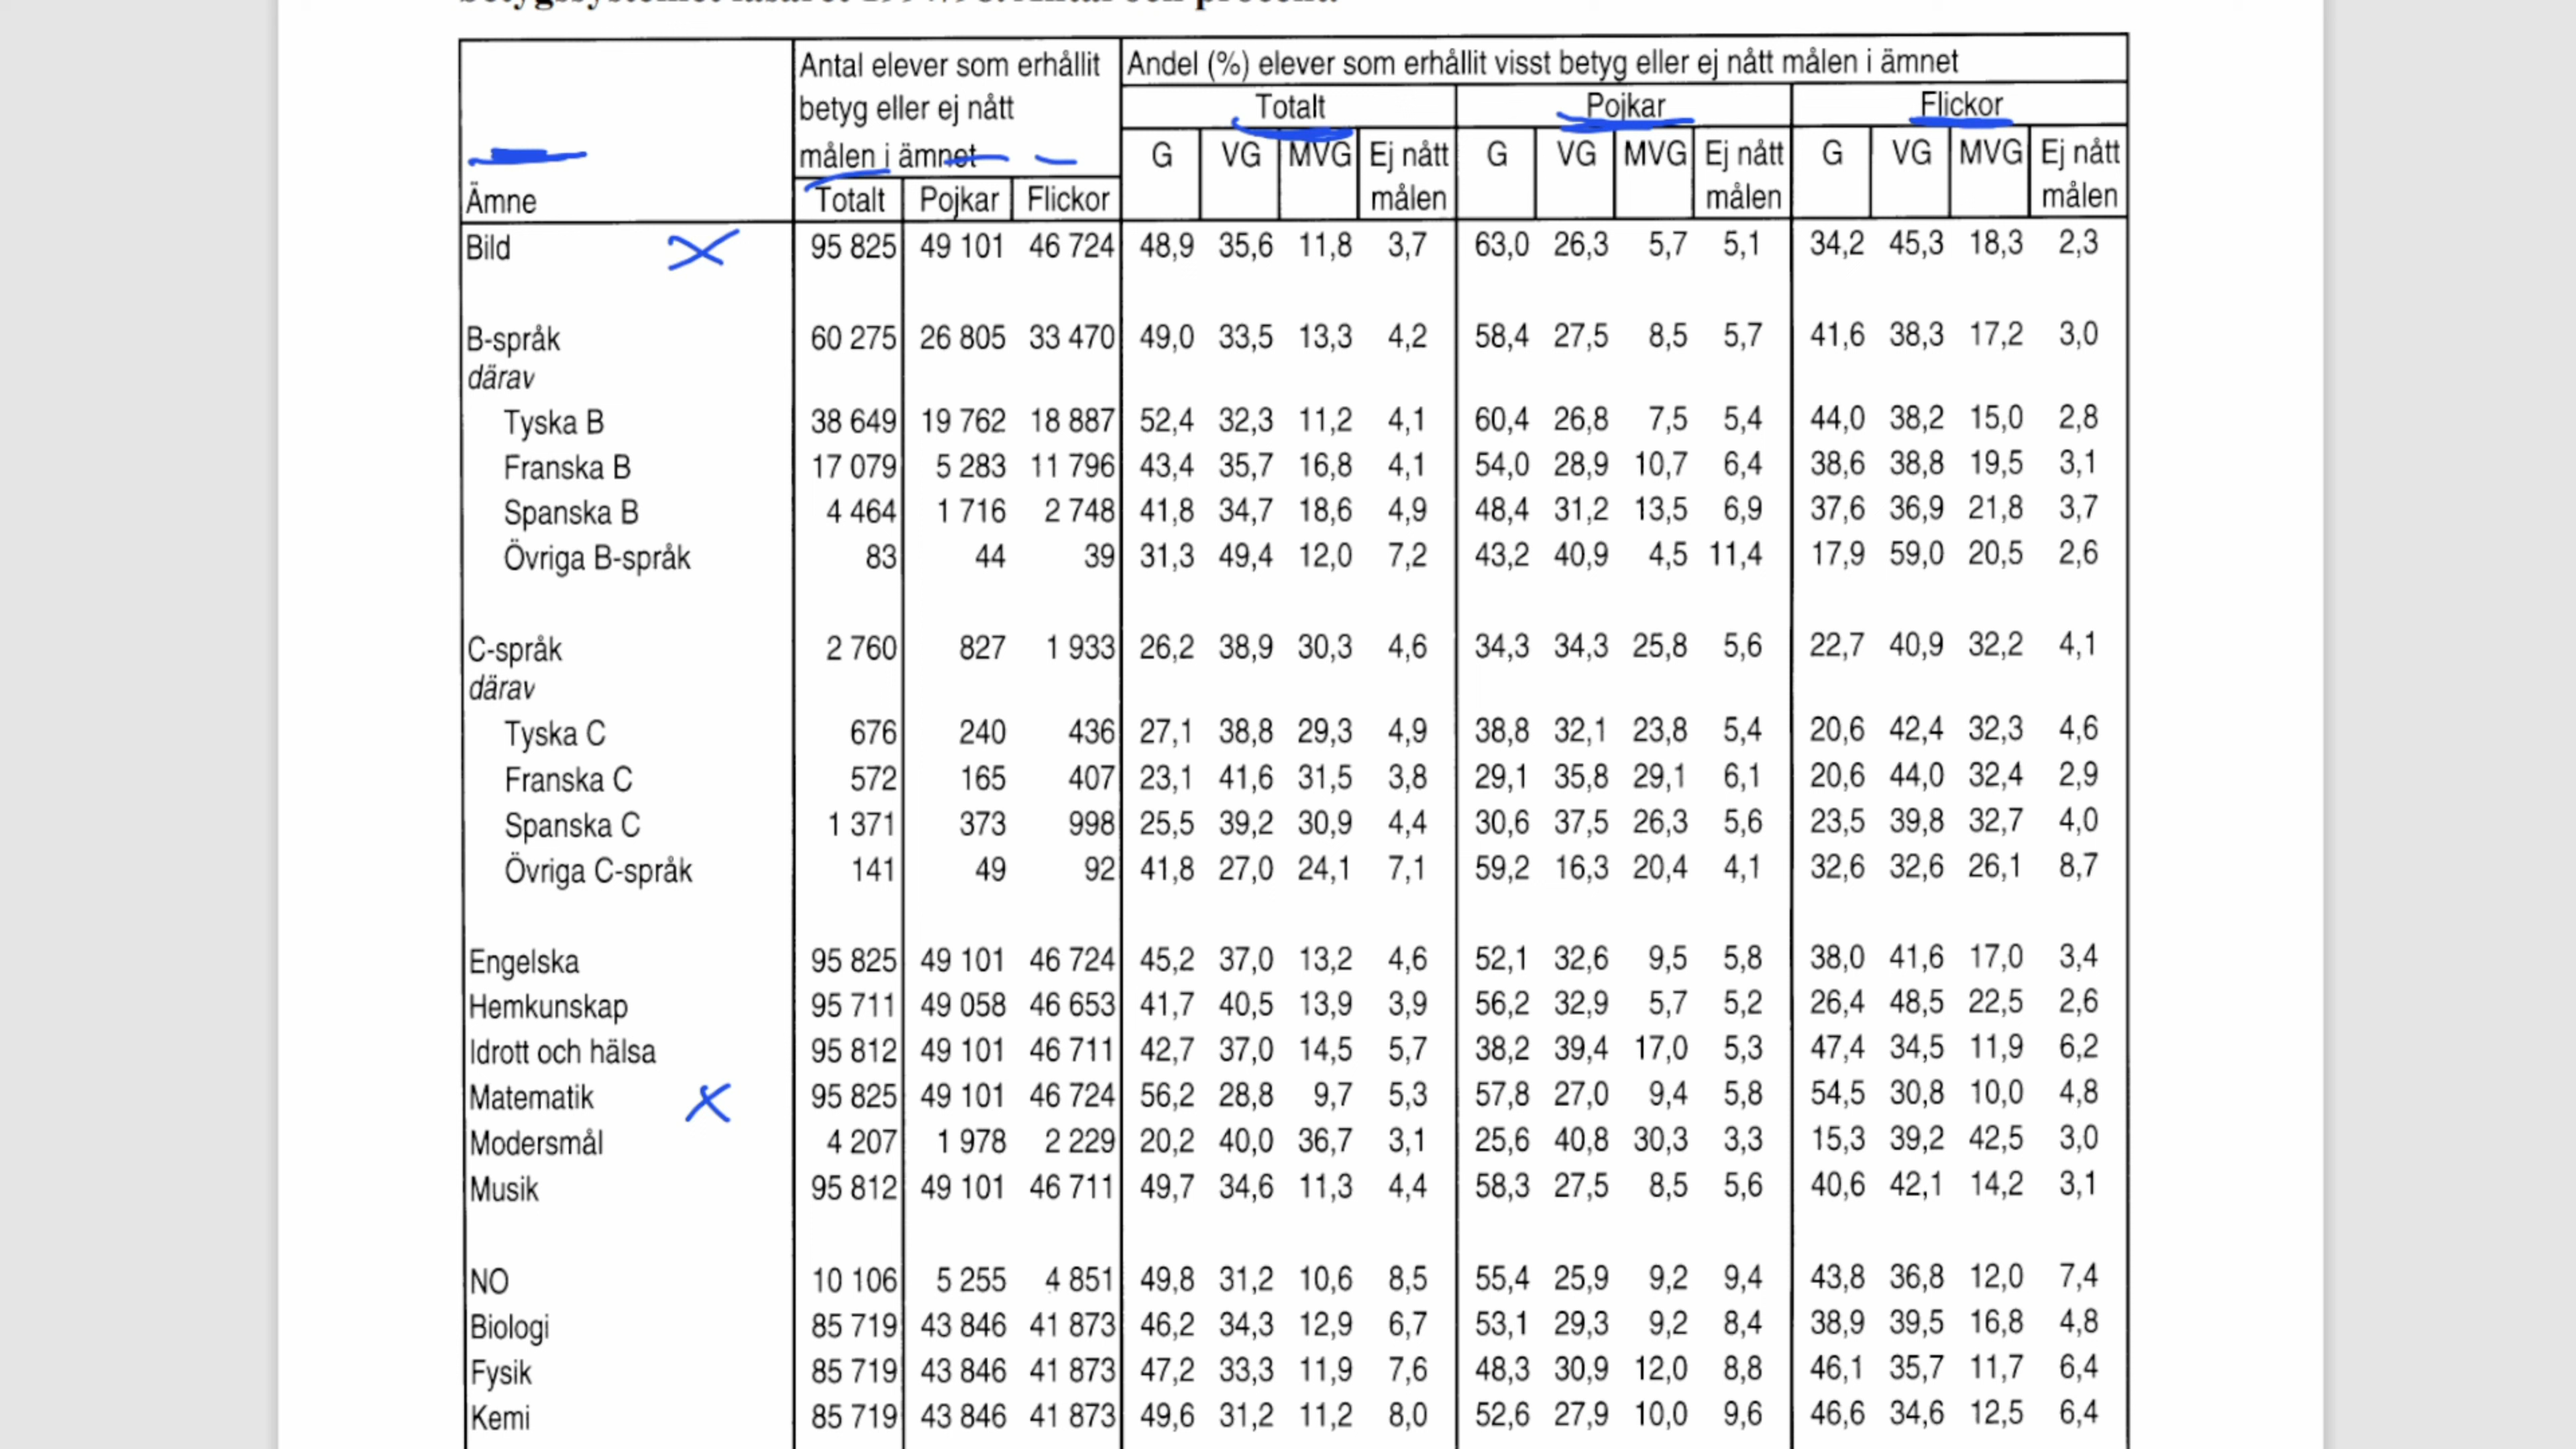 Antal elever som erhållit Andel (%) elever som erhållit visst betyg eller ej nått målen i ämnet
betyg eller ej nått Totalt Pojkar Flickor
målen i ämnet G VG MVG Ej nått G VG MVG Ej nått G VG MVG Ej nått
Ämne Totalt Pojkar Flickor målen målen målen
Bild 95 825 49 101 46 724 48,9 35,6 11,8 3,7 63,0 26,3 5,7 5,1 34,2 45,3 18,3 2,3
B-språk 60 275 26 805 33 470 49,0 33,5 13,3 4,2 58,4 27,5 8,5 5,7 41,6 38,3 17,2 3,0
därav
Tyska B 38 649 19 762 18 887 52,4 32,3 11,2 4,1 60,4 26,8 7,5 5,4 44,0 38,2 15,0 2,8
Franska B 17 079 5 283 11 796 43,4 35,7 16,8 4,1 54,0 28,9 10,7 6,4 38,6 38,8 19,5 3,1
Spanska B 4 464 1 716 2 748 41,8 34,7 18,6 4,9 48,4 31,2 13,5 6,9 37,6 36,9 21,8 3,7
Övriga B-språk 83 44 39 31,3 49,4 12,0 7,2 43,2 40,9 4,5 11,4 17,9 59,0 20,5 2,6
C-språk 2 760 827 1 933 26,2 38,9 30,3 4,6 34,3 34,3 25,8 5,6 22,7 40,9 32,2 4,1
därav
Tyska C 676 240 436 27,1 38,8 29,3 4,9 38,8 32,1 23,8 5,4 20,6 42,4 32,3 4,6
Franska C 572 165 407 23,1 41,6 31,5 3,8 29,1 35,8 29,1 6,1 20,6 44,0 32,4 2,9
Spanska C 1 371 373 998 25,5 39,2 30,9 4,4 30,6 37,5 26,3 5,6 23,5 39,8 32,7 4,0
Övriga C-språk 141 49 92 41,8 27,0 24,1 7,1 59,2 16,3 20,4 4,1 32,6 32,6 26,1 8,7
Engelska 95 825 49 101 46 724 45,2 37,0 13,2 4,6 52,1 32,6 9,5 5,8 38,0 41,6 17,0 3,4
Hemkunskap 95 711 49 058 46 653 41,7 40,5 13,9 3,9 56,2 32,9 5,7 5,2 26,4 48,5 22,5 2,6
Idrott och hälsa 95 812 49 101 46 711 42,7 37,0 14,5 5,7 38,2 39,4 17,0 5,3 47,4 34,5 11,9 6,2
Matematik 95 825 49 101 46 724 56,2 28,8 9,7 5,3 57,8 27,0 9,4 5,8 54,5 30,8 10,0 4,8
Modersmål 4 207 1 978 2 229 20,2 40,0 36,7 3,1 25,6 40,8 30,3 3,3 15,3 39,2 42,5 3,0
Musik 95 812 49 101 46 711 49,7 34,6 11,3 4,4 58,3 27,5 8,5 5,6 40,6 42,1 14,2 3,1
NO 10 106 5 255 4 851 49,8 31,2 10,6 8,5 55,4 25,9 9,2 9,4 43,8 36,8 12,0 7,4
Biologi 85 719 43 846 41 873 46,2 34,3 12,9 6,7 53,1 29,3 9,2 8,4 38,9 39,5 16,8 4,8
Fysik 85 719 43 846 41 873 47,2 33,3 11,9 7,6 48,3 30,9 12,0 8,8 46,1 35,7 11,7 6,4
Kemi 85 719 43 846 41 873 49,6 31,2 11,2 8,0 52,6 27,9 10,0 9,6 46,6 34,6 12,5 6,4